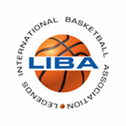 LEGENDS INTERNATIONAL BASKETBALL ASSOCIATION
LIBA